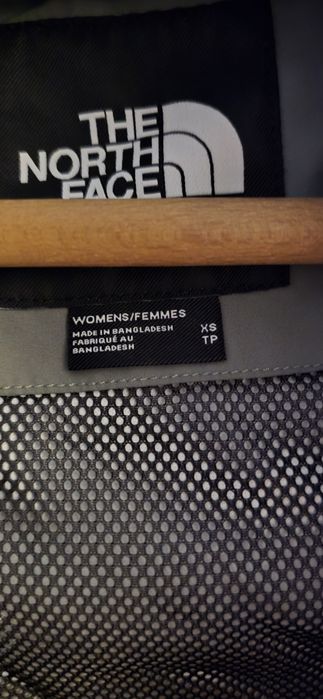 THE
NORTH
FACE
WOMENS/FEMMES
MADE IN BANGLADESH XS
FABRIQUÉ AU TP
BANGLADESH